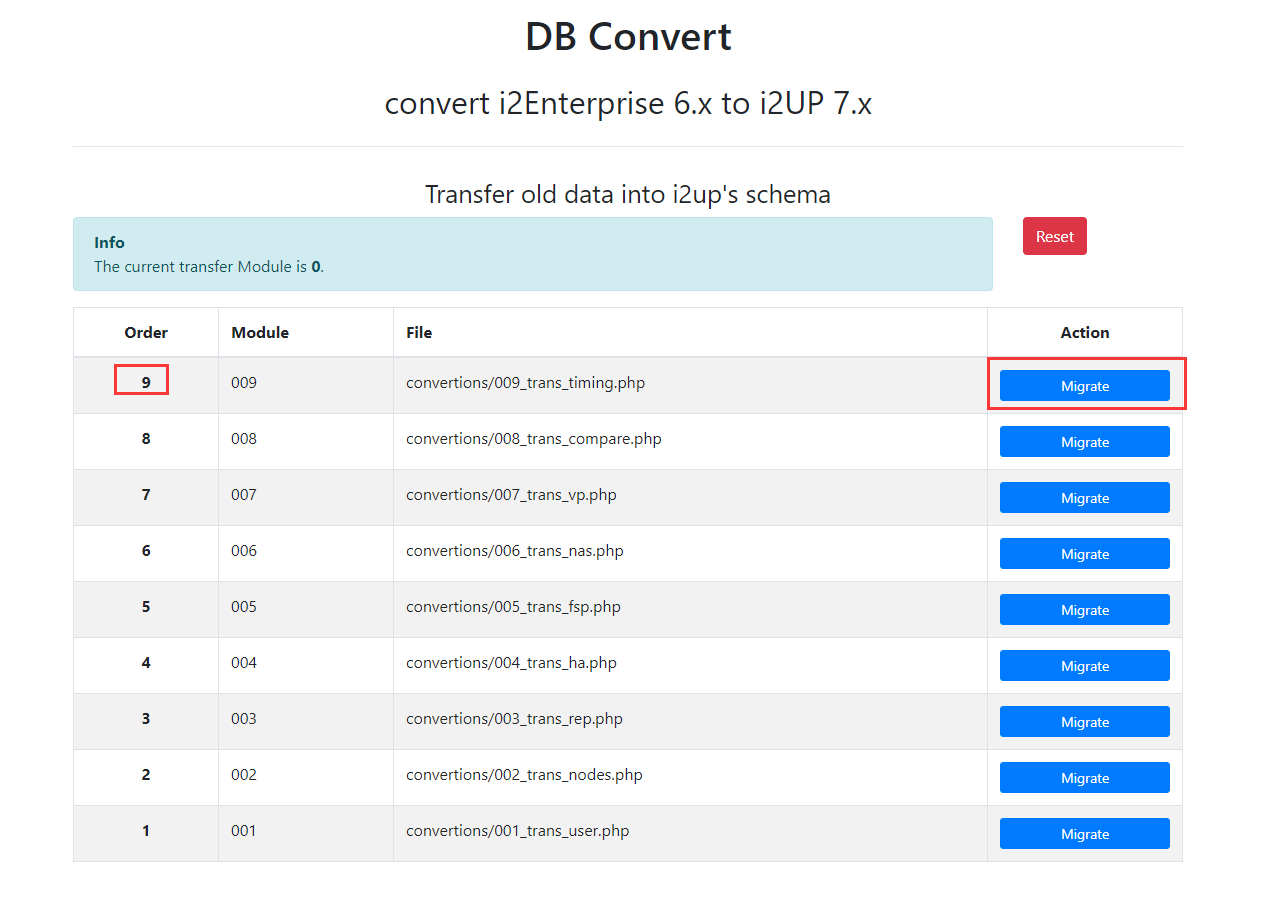 DB Convert
convert i2Enterprise 6.x to i2UP 7.x
Transfer old data into i2up's schema
Info
The current transfer Module is 0.
Reset
Order Module File Action
9 009 convertions/009_trans_timing.php Migrate
8 008 convertions/008_trans_compare.php Migrate
7 007 convertions/007_trans_vp.php Migrate
6 006 convertions/006_trans_nas.php Migrate
5 005 convertions/005_trans_fsp.php Migrate
4 004 convertions/004_trans_ha.php Migrate
3 003 convertions/003_trans_rep.php Migrate
2 002 convertions/002_trans_nodes.php Migrate
1 001 convertions/001_trans_user.php Migrate